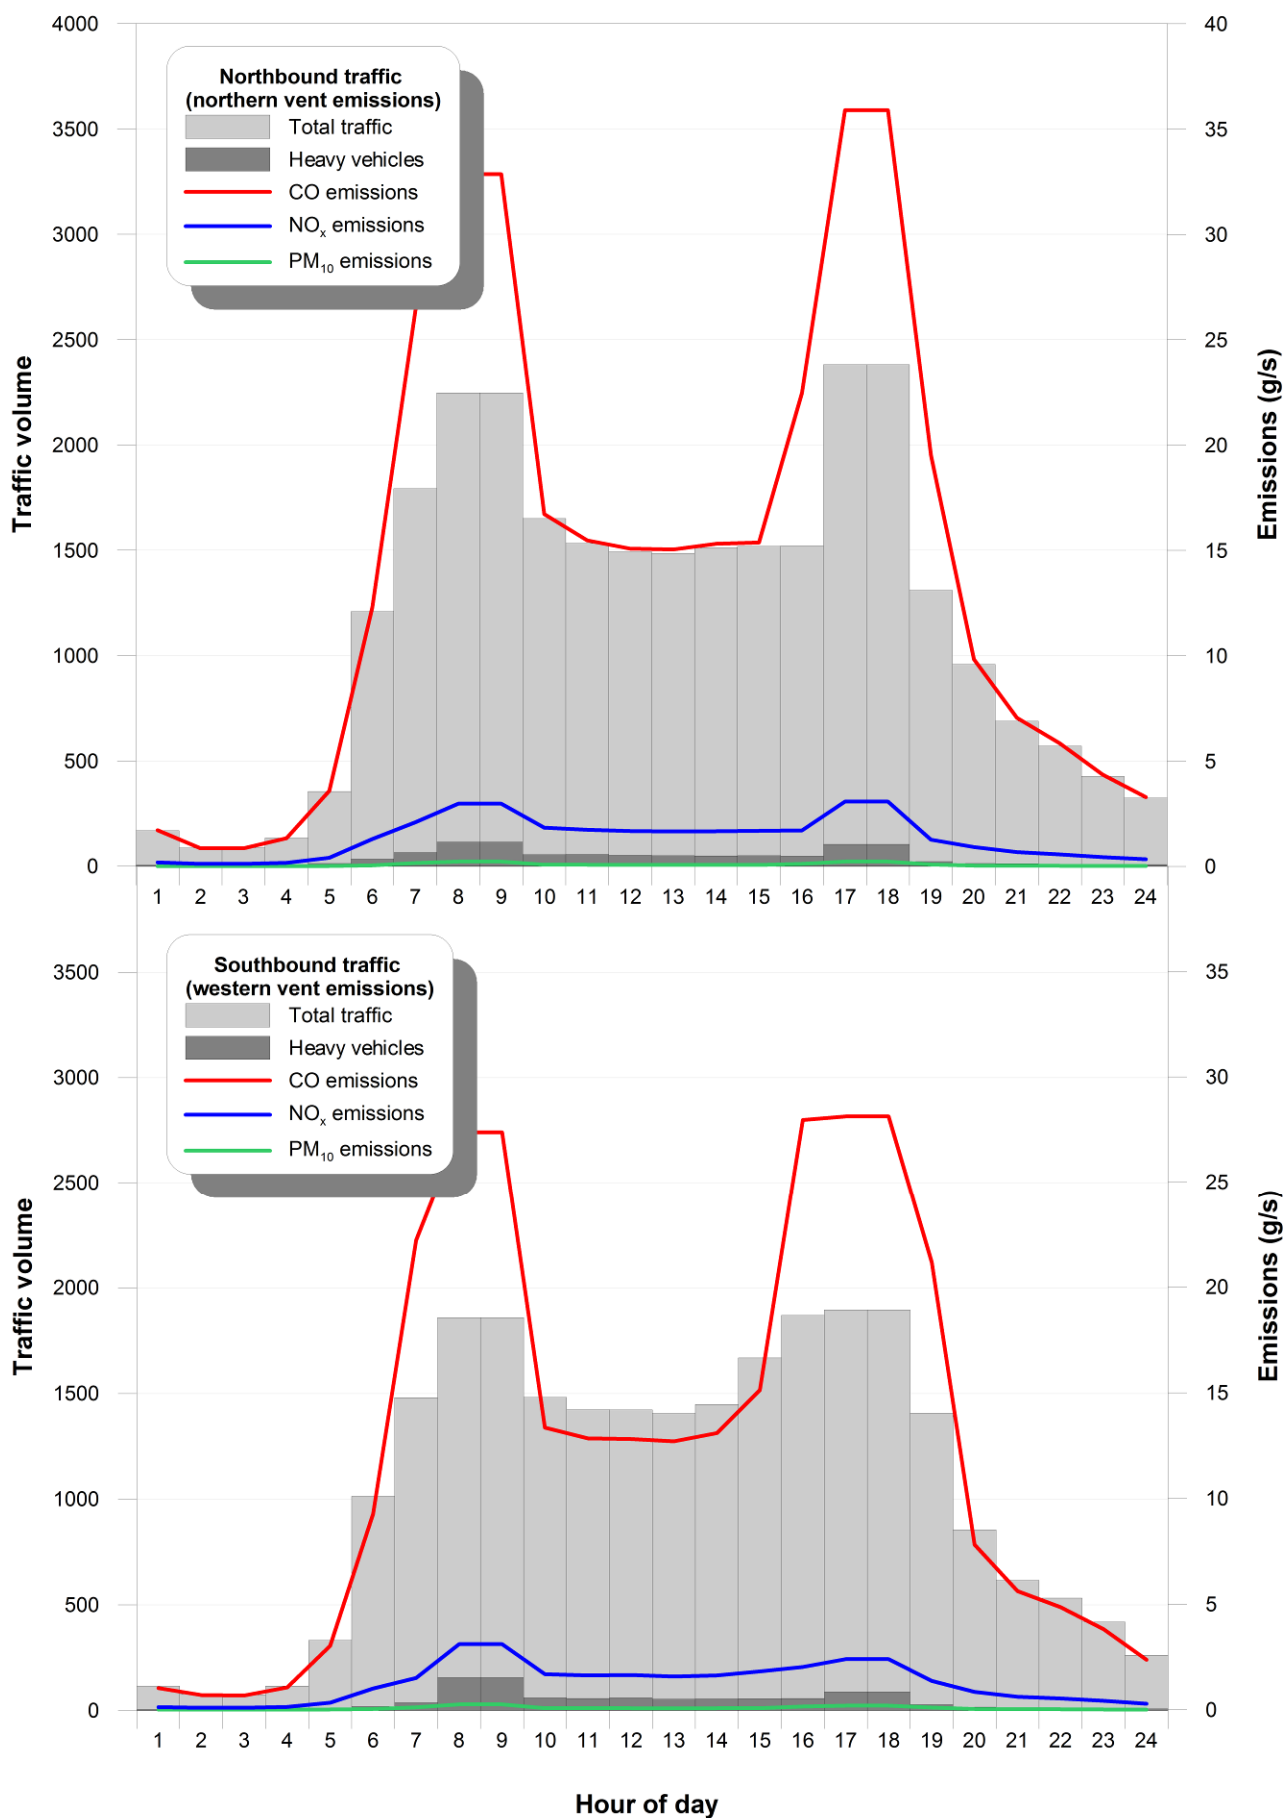 4000
40
Northbound traffic
(northern vent emissions)
Total traffic
Heavy vehicles
CO emissions
NOx emissions
PM10 emissions
3500
35
3000
30
2500
25
2000
20
1500
15
1000
10
500
5
0
0
Traffic volume
Emissions (g/s)
1 2 3 4 5 6 7 8 9 10 11 12 13 14 15 16 17 18 19 20 21 22 23 24
Southbound traffic
(western vent emissions)
Total traffic
Heavy vehicles
CO emissions
NOx emissions
PM10 emissions
3500
35
3000
30
2500
25
2000
20
1500
15
1000
10
500
5
0
0
Traffic volume
Emissions (g/s)
1 2 3 4 5 6 7 8 9 10 11 12 13 14 15 16 17 18 19 20 21 22 23 24
Hour of day